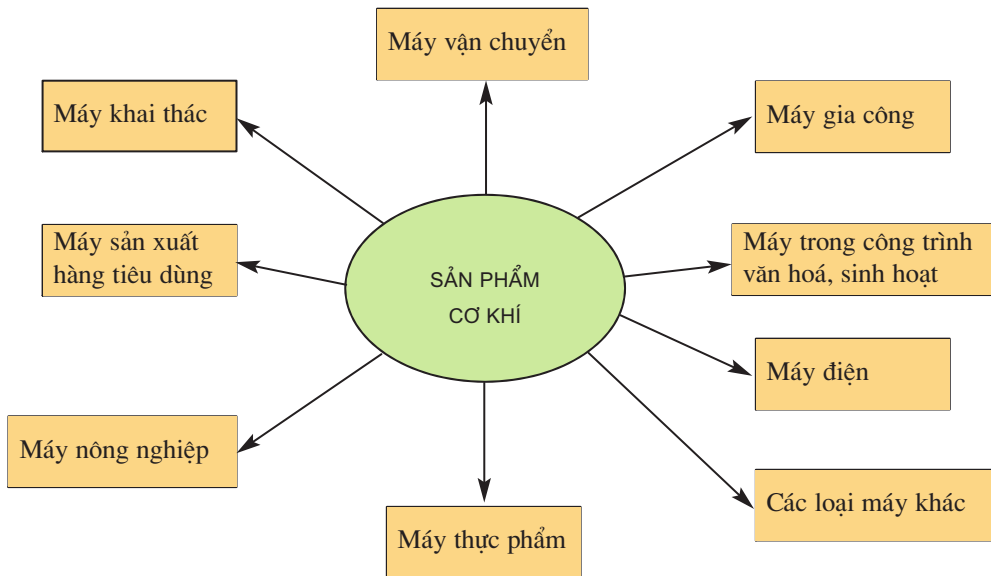 Máy vận chuyển
Máy khai thác
Máy gia công
Máy sản xuất
hàng tiêu dùng
Máy trong công trình
văn hoá, sinh hoạt
SẢN PHẨM
CƠ KHÍ
Máy điện
Máy nông nghiệp
Các loại máy khác
Máy thực phẩm